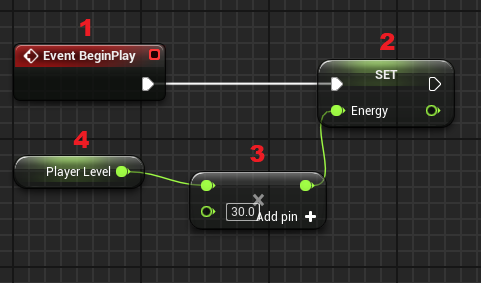 1
Event BeginPlay
2
SET
Energy
3
4
Player Level
30.0
Add pin